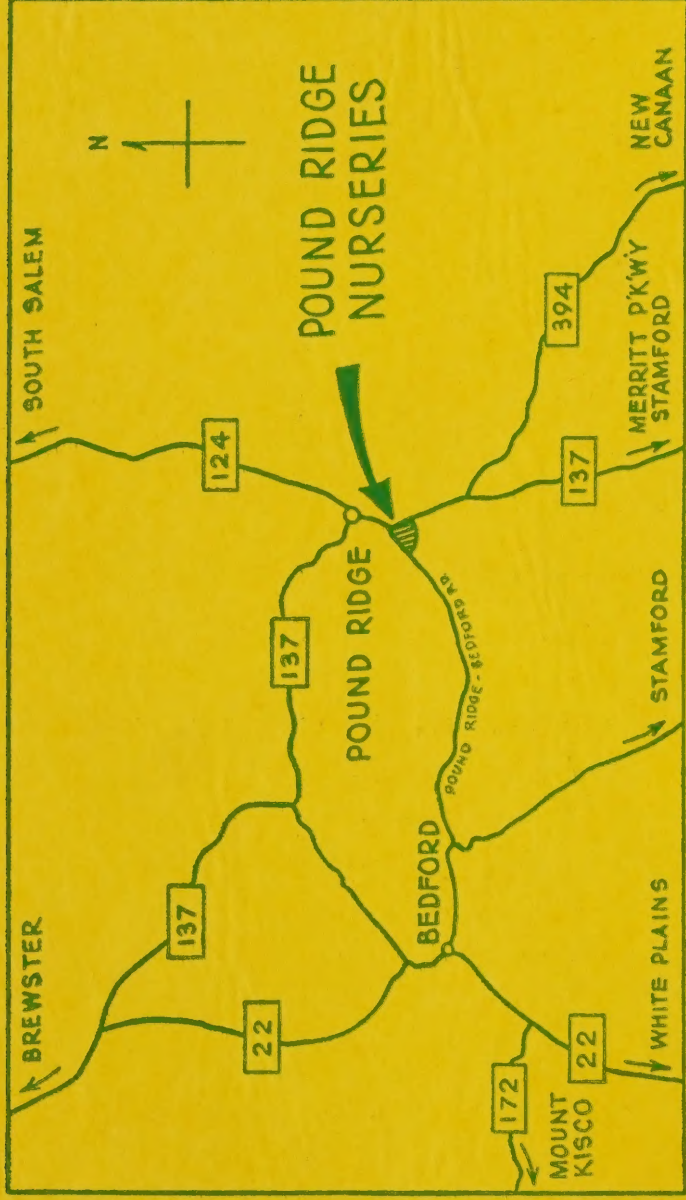 BREWSTER
SOUTH SALEM
N
137
124
22
137
POUND RIDGE
NURSERIES
POUND RIDGE
BEDFORD
POUND RIDGE - BEDFORD RD.
172
MOUNT
KISCO
22
137
394
WHITE PLAINS
STAMFORD
MERRITT P'K'W'Y
STAMFORD
NEW
CANAAN